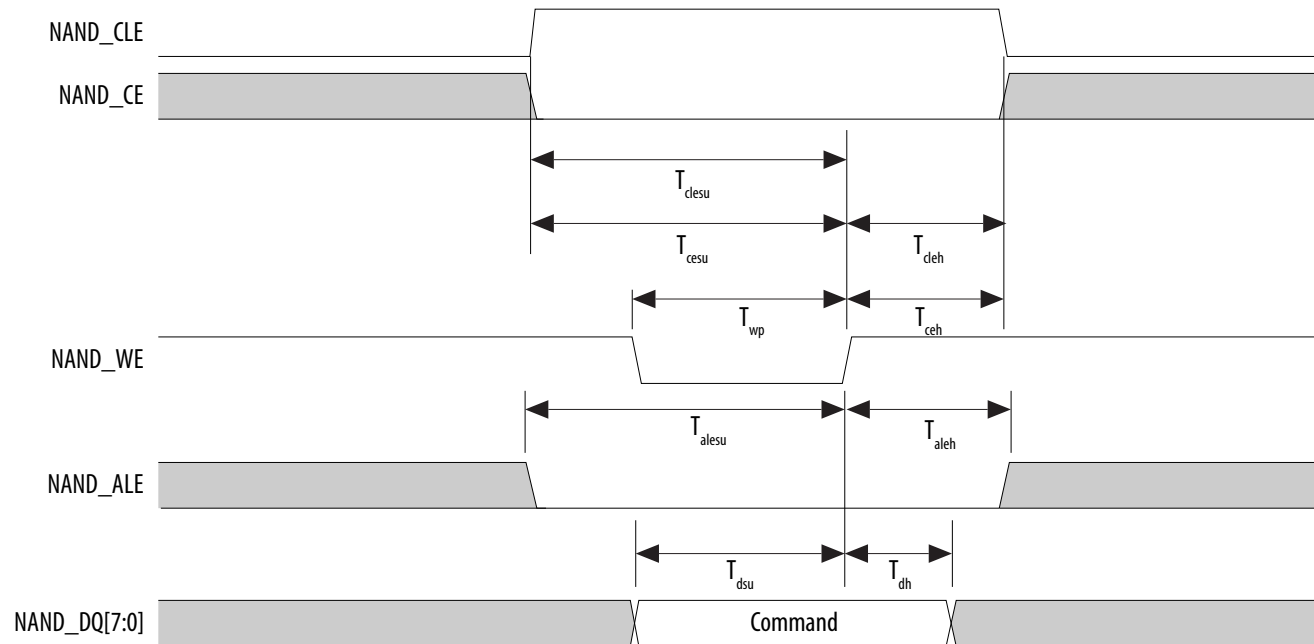 NAND_CLE
NAND_CE
T_clesu
T_cesu
T_cleh
T_wp
T_ceh
NAND_WE
T_alesu
T_aleh
NAND_ALE
T_dsu
T_dh
NAND_DQ[7:0]
Command